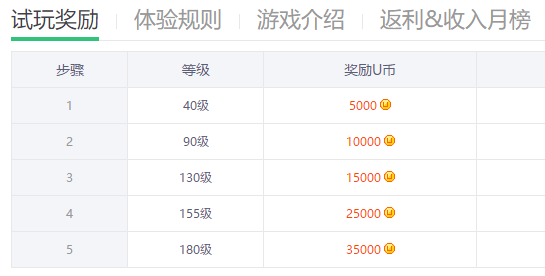 试玩奖励 体验规则 游戏介绍 返利&收入月榜
步骤 等级 奖励U币
1 40级 5000
2 90级 10000
3 130级 15000
4 155级 25000
5 180级 35000